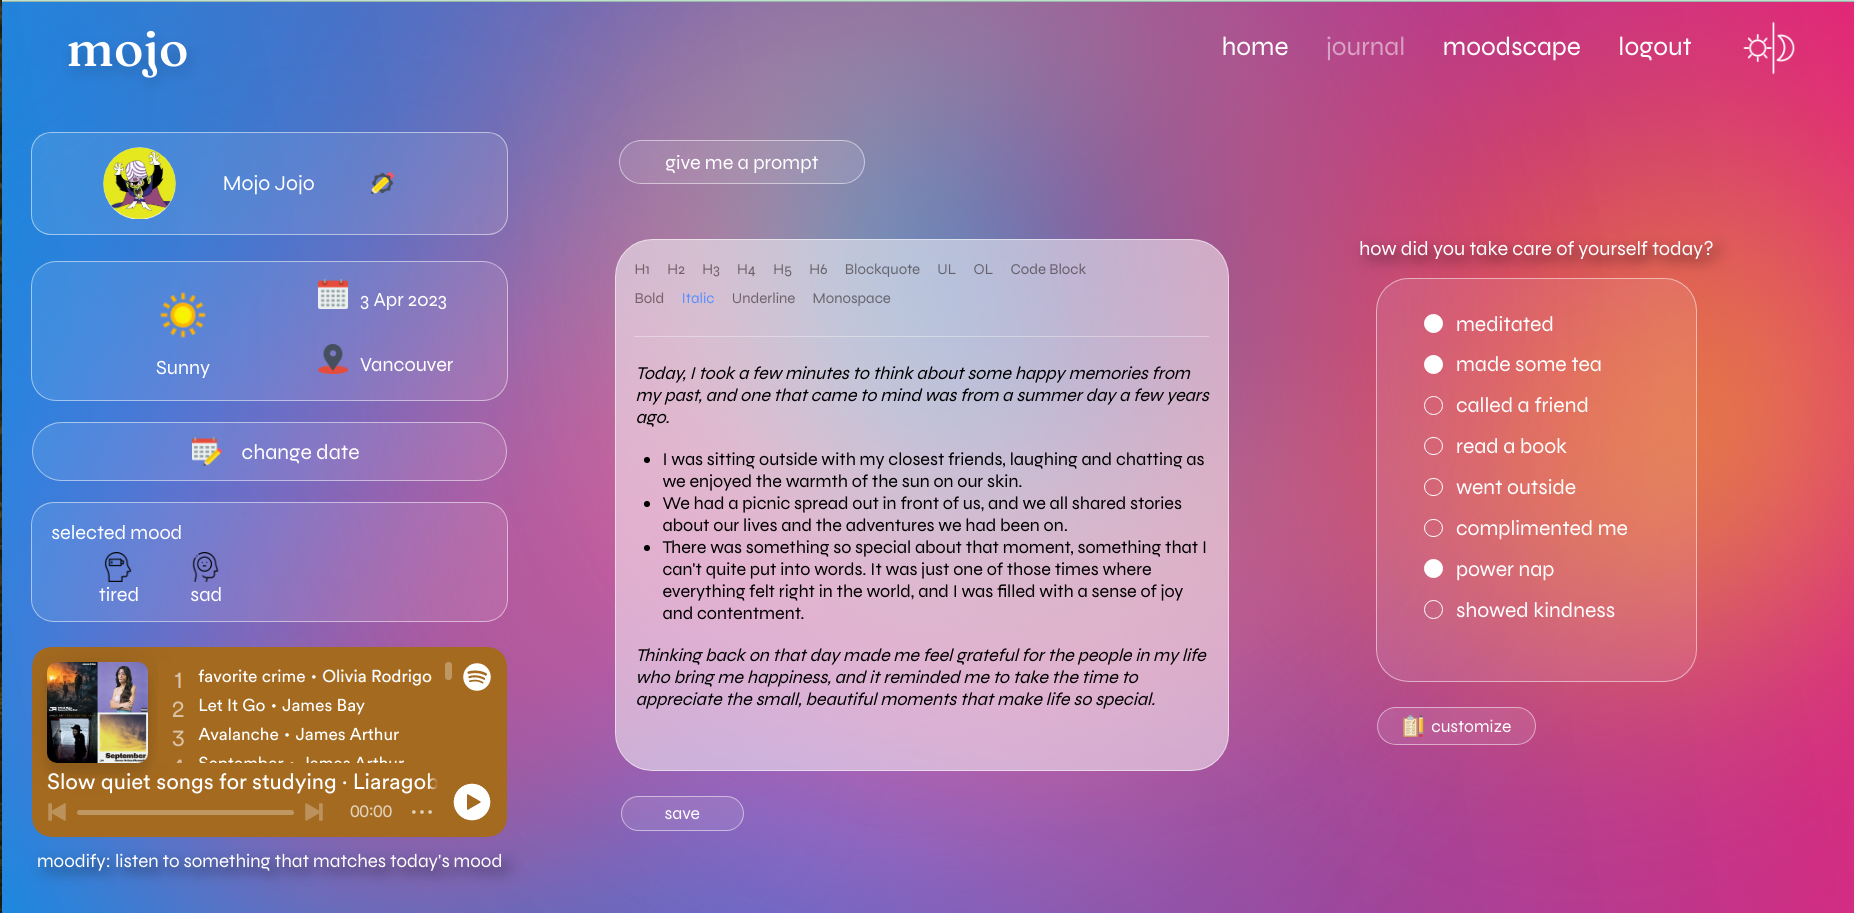 mojo
home journal moodscape logout
Mojo Jojo
3 Apr 2023
Sunny
Vancouver
change date
selected mood
tired sad
1 favorite crime • Olivia Rodrigo
2 Let It Go • James Bay
3 Avalanche • James Arthur
September • James Arthur
September
Slow quiet songs for studying · Liaragob
00:00
moodify: listen to something that matches today's mood
give me a prompt
H1 H2 H3 H4 H5 H6 Blockquote UL OL Code Block
Bold Italic Underline Monospace
Today, I took a few minutes to think about some happy memories from
my past, and one that came to mind was from a summer day a few years
ago.
• I was sitting outside with my closest friends, laughing and chatting as
we enjoyed the warmth of the sun on our skin.
• We had a picnic spread out in front of us, and we all shared stories
about our lives and the adventures we had been on.
• There was something so special about that moment, something that I
can't quite put into words. It was just one of those times where
everything felt right in the world, and I was filled with a sense of joy
and contentment.
Thinking back on that day made me feel grateful for the people in my life
who bring me happiness, and it reminded me to take the time to
appreciate the small, beautiful moments that make life so special.
save
how did you take care of yourself today?
meditated
made some tea
called a friend
read a book
went outside
complimented me
power nap
showed kindness
customize